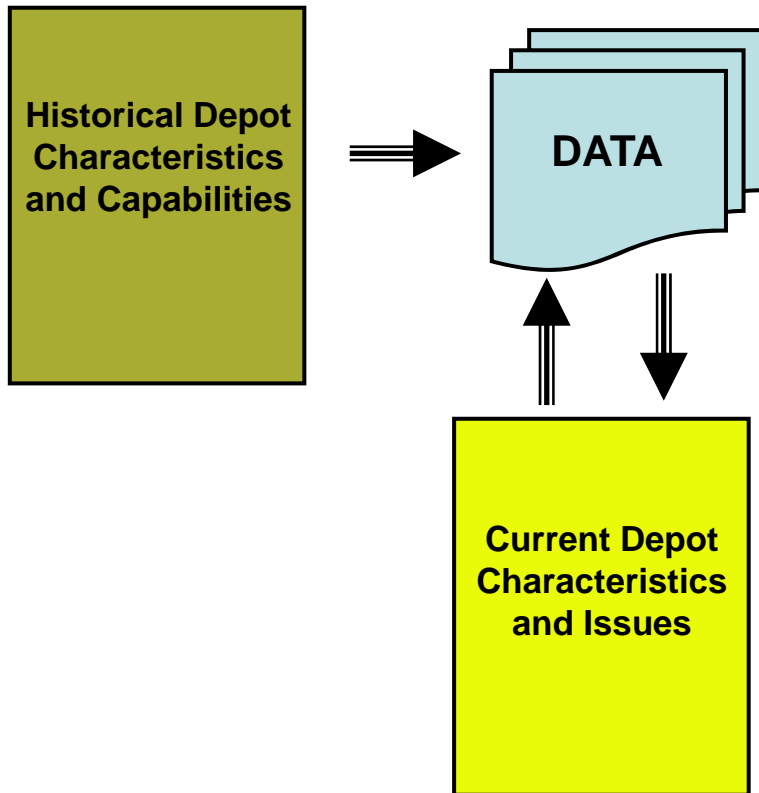 Historical Depot
Characteristics
and Capabilities
DATA
Current Depot
Characteristics
and Issues